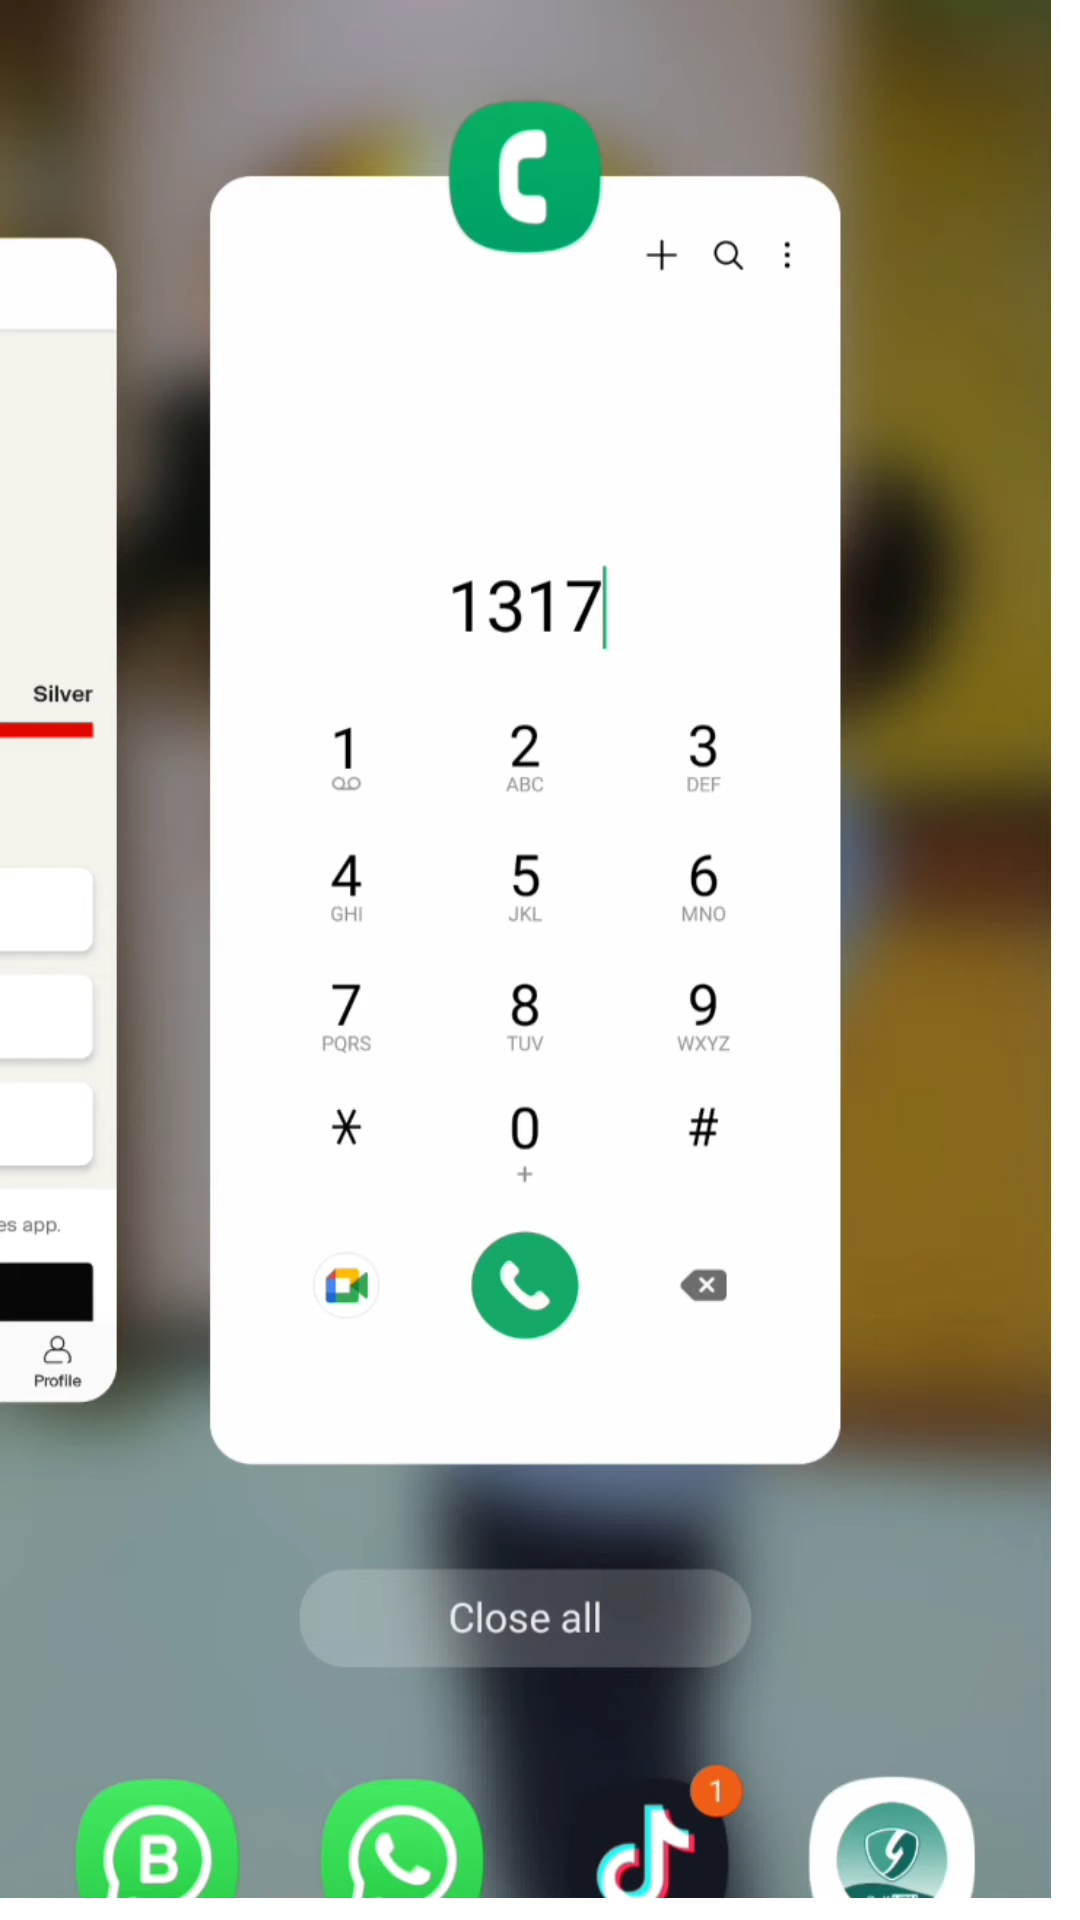 Silver
1317
1 2 3
ABC DEF
4 5 6
GHI JKL MNO
7 8 9
PQRS TUV WXYZ
* 0 #
+
es app.
Profile
Close all
1
B